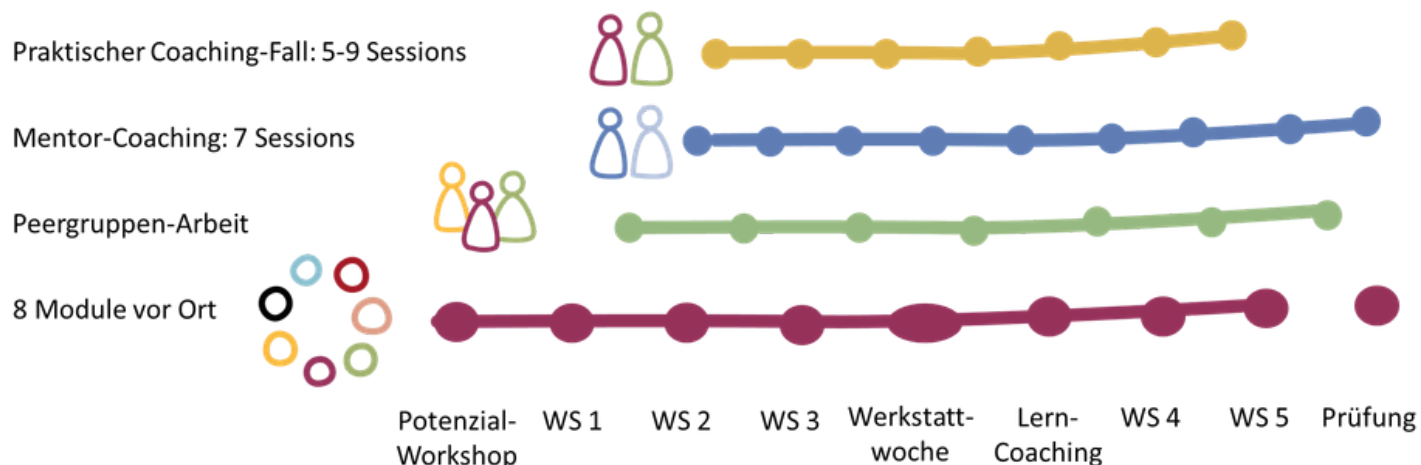 Praktischer Coaching-Fall: 5-9 Sessions
Mentor-Coaching: 7 Sessions
Peergruppen-Arbeit
8 Module vor Ort
Potenzial-
Workshop
WS 1
WS 2
WS 3
Werkstatt-
woche
Lern-
Coaching
WS 4
WS 5
Prüfung